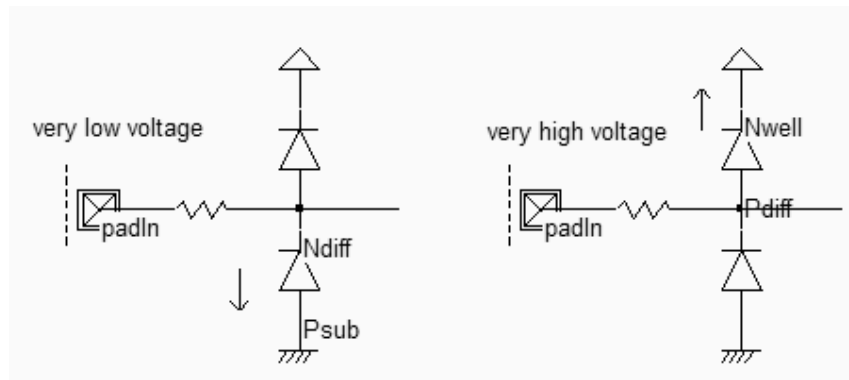 very low voltage
padIn
Ndiff
Psub
very high voltage
Nwell
Pdiff
padIn